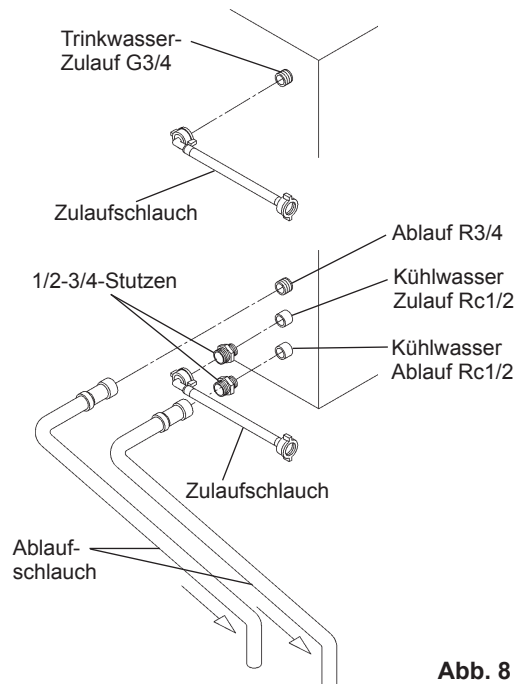 Trinkwasser-
Zulauf G3/4
Zulaufschlauch
Ablauf R3/4
1/2-3/4-Stutzen
Kühlwasser
Zulauf Rc1/2
Kühlwasser
Ablauf Rc1/2
Zulaufschlauch
Ablauf-
schlauch
Abb. 8